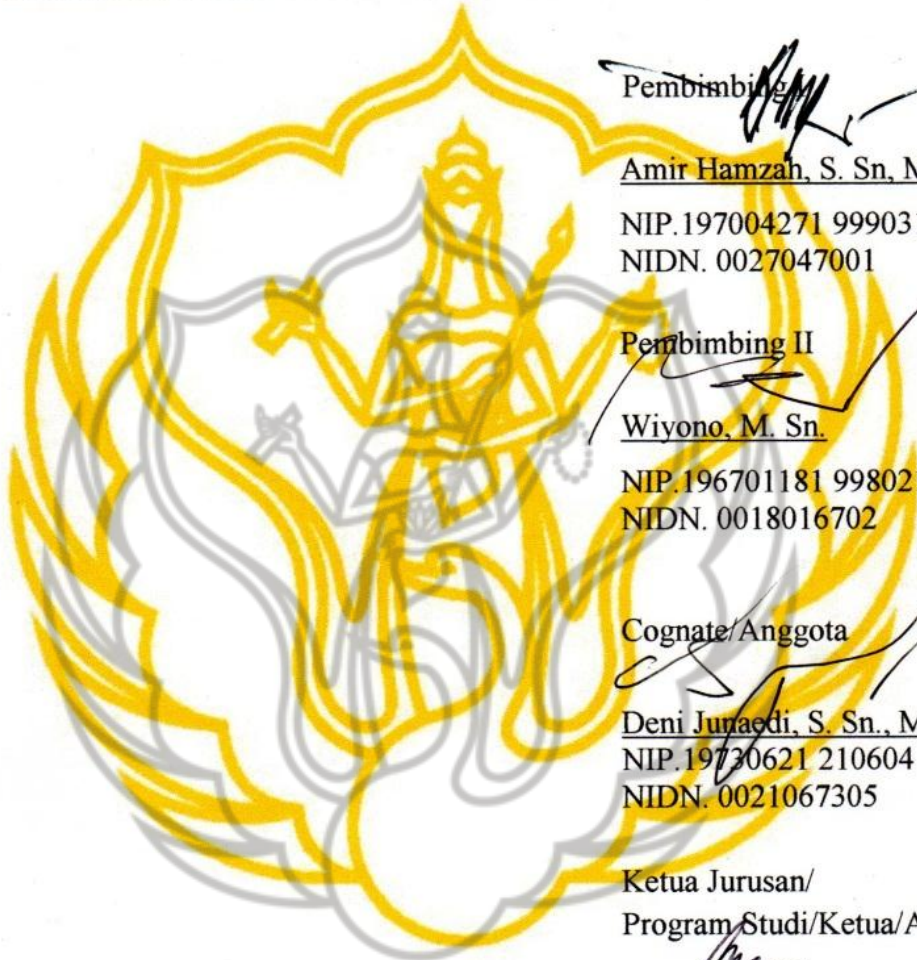 Pembimbing I
Amir Hamzah, S. Sn, M
NIP.197004271 99903
NIDN. 0027047001
Pembimbing II
Wiyono, M. Sn.
NIP.196701181 99802
NIDN. 0018016702
Cognate/Anggota
Deni Junaedi, S. Sn., M
NIP.19730621 210604
NIDN. 0021067305
Ketua Jurusan/
Program Studi/Ketua/A